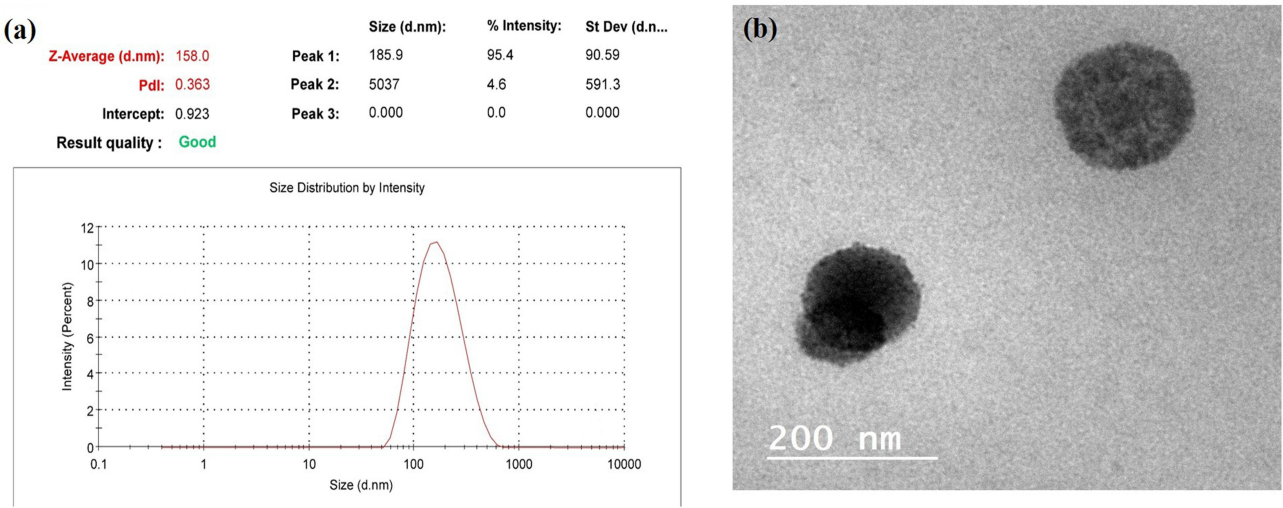 (a)
Size (d.nm): % Intensity: St Dev (d.n...
Z-Average (d.nm): 158.0 Peak 1: 185.9 95.4 90.59
PdI: 0.363 Peak 2: 5037 4.6 591.3
Intercept: 0.923 Peak 3: 0.000 0.0 0.000
Result quality : Good
Size Distribution by Intensity
12
10
8
6
4
2
0
Intensity (Percent)
0.1 1 10 100 1000 10000
Size (d.nm)
(b)
200 nm